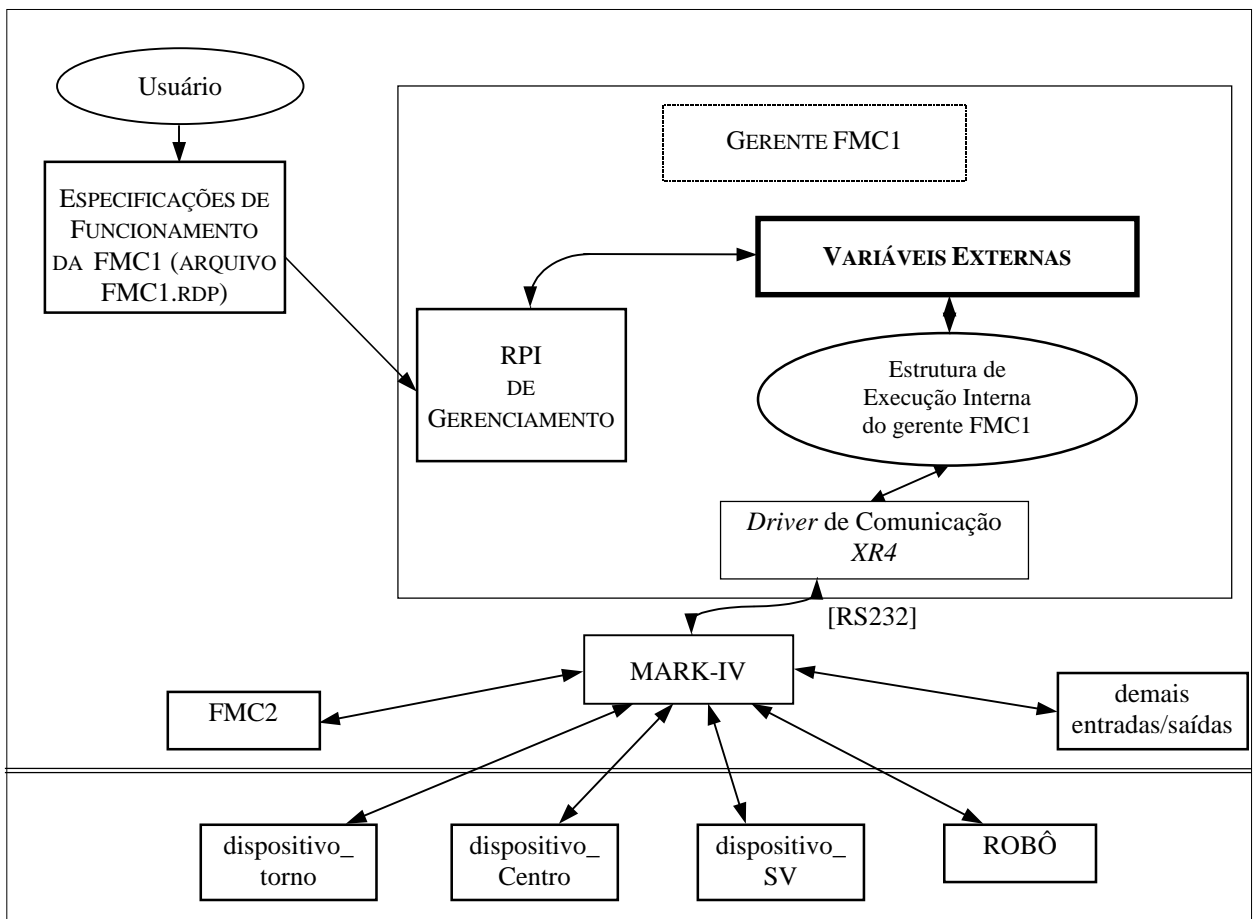 Usuário
GERENTE FMC1
ESPECIFICAÇÕES DE
FUNCIONAMENTO
DA FMC1 (ARQUIVO
FMC1.RDP)
VARIÁVEIS EXTERNAS
RPI
DE
GERENCIAMENTO
Estrutura de
Execução Interna
do gerente FMC1
Driver de Comunicação
XR4
[RS232]
MARK-IV
FMC2
demais
entradas/saídas
dispositivo_
torno
dispositivo_
Centro
dispositivo_
SV
ROBÔ